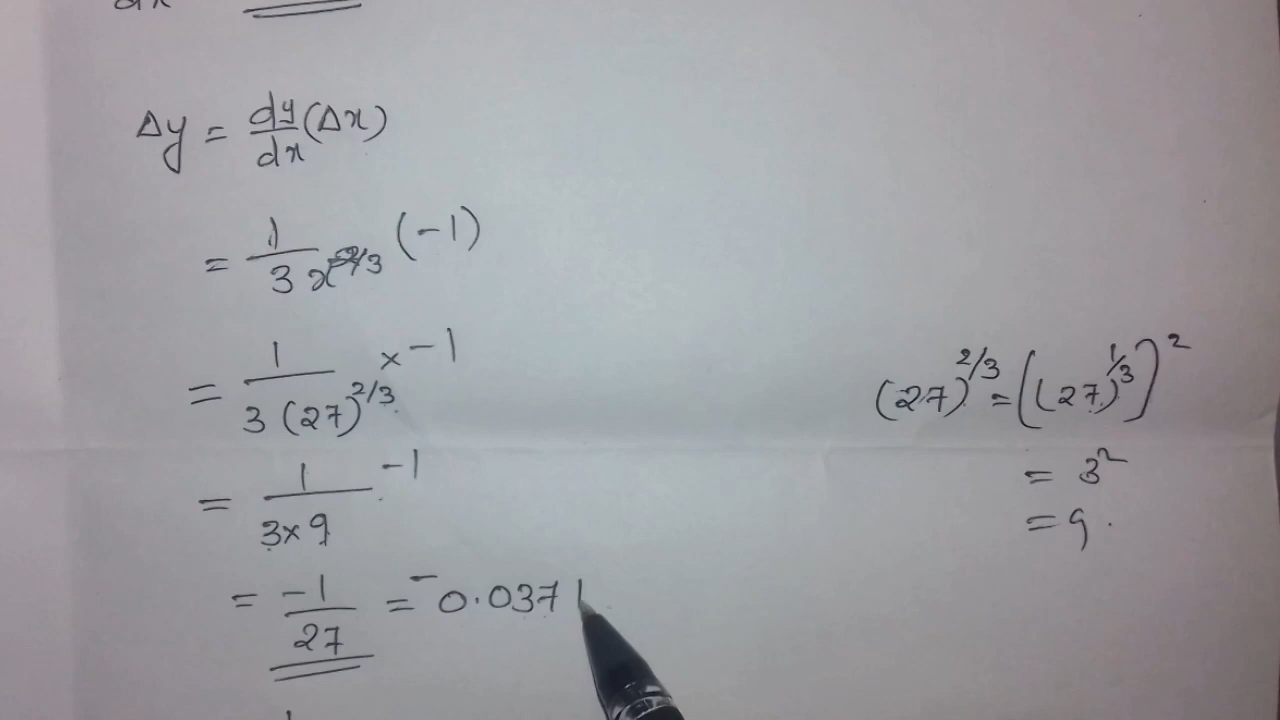 dx
Δy = dy/dx (Δx)
= 1/3x^2/3 (-1)
= 1/3(27)^2/3 × -1
(27)^2/3 = ((27)^1/3)^2
= 1/3×9 -1
= 3^2
= 9.
= -1/27 = -0.0371